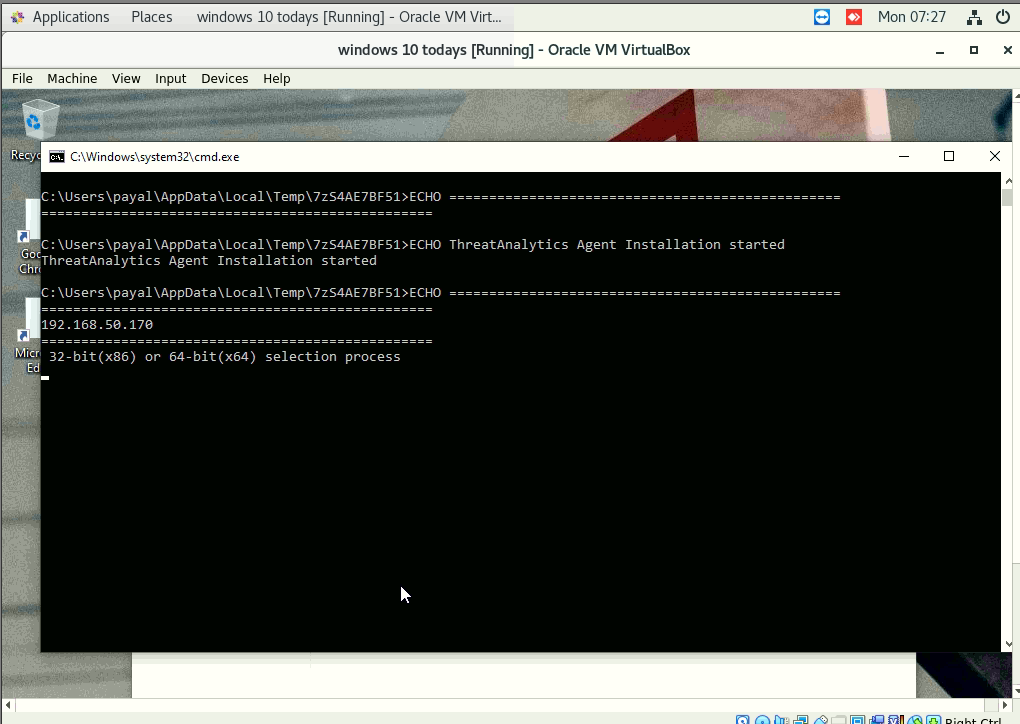 Applications Places windows 10 todays [Running] - Oracle VM Virt... Mon 07:27
windows 10 todays [Running] - Oracle VM VirtualBox
File Machine View Input Devices Help
Recyc
C:\Windows\system32\cmd.exe
C:\Users\payal\AppData\Local\Temp\7zS4AE7BF51>ECHO =================================================
=================================================
C:\Users\payal\AppData\Local\Temp\7zS4AE7BF51>ECHO ThreatAnalytics Agent Installation started
ThreatAnalytics Agent Installation started
C:\Users\payal\AppData\Local\Temp\7zS4AE7BF51>ECHO =================================================
=================================================
192.168.50.170
=================================================
32-bit(x86) or 64-bit(x64) selection process
Goo
Chro
Micr
Ed
Right Ctrl